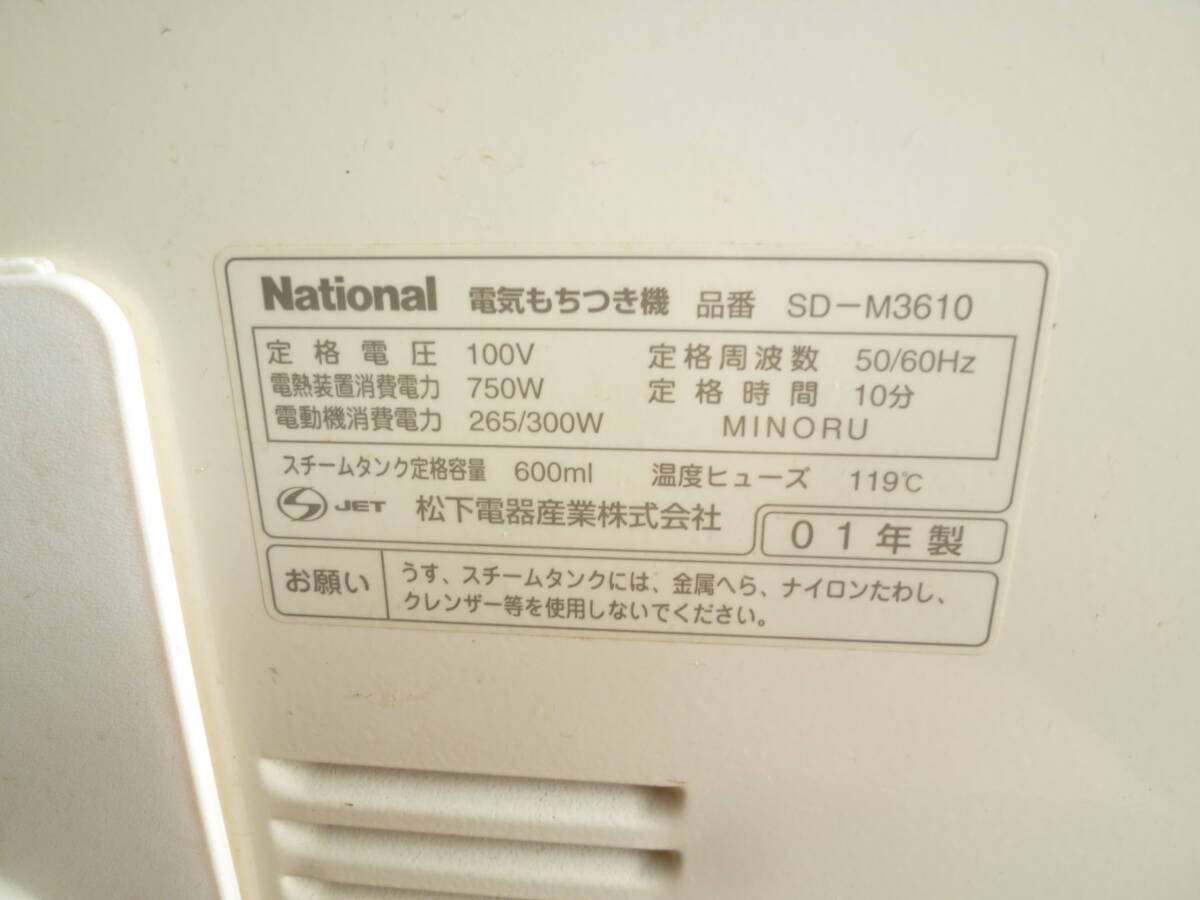 National 電気もちつき機 品番 SD-M3610
定格電圧 100V 定格周波数 50/60Hz
電熱装置消費電力 750W 定格時間 10分
電動機消費電力 265/300W MINORU
スチームタンク定格容量 600ml 温度ヒューズ 119℃
JET 松下電器産業株式会社 01年製
お願い うす、スチームタンクには、金属へら、ナイロンたわし、
クレンザー等を使用しないでください。